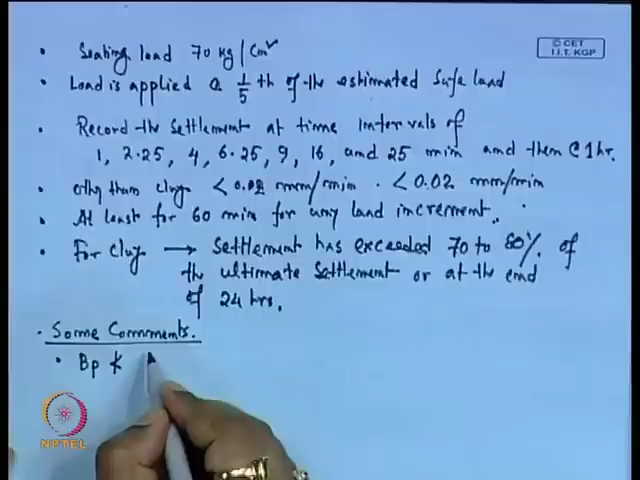 © CET
I.I.T. KGP
• Seating load 70 kg/cm²
• Load is applied @ 1/5 th of the estimated safe load
• Record the settlement at time intervals of
1, 2.25, 4, 6.25, 9, 16, and 25 min and then @ 1 hr.
• other than clay < 0.02 mm/min . < 0.02 mm/min
• At least for 60 min for any load increment.
• For clay → settlement has exceeded 70 to 80% of
the ultimate settlement or at the end
of 24 hrs.
• Some Comments.
• Bp ≮
NPTEL